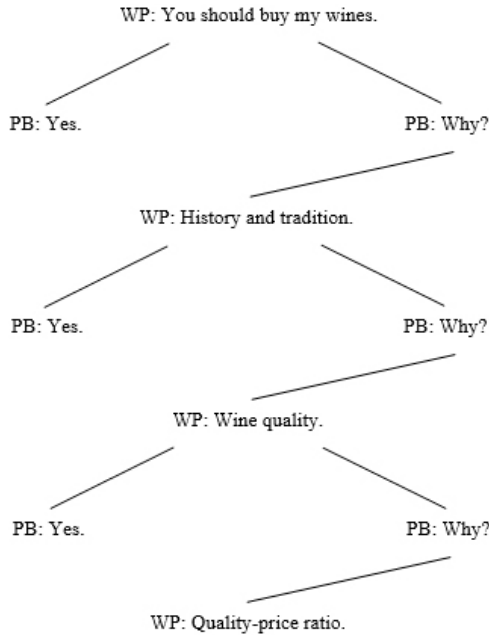 WP: You should buy my wines.
PB: Yes.
PB: Why?
WP: History and tradition.
PB: Yes.
PB: Why?
WP: Wine quality.
PB: Yes.
PB: Why?
WP: Quality-price ratio.